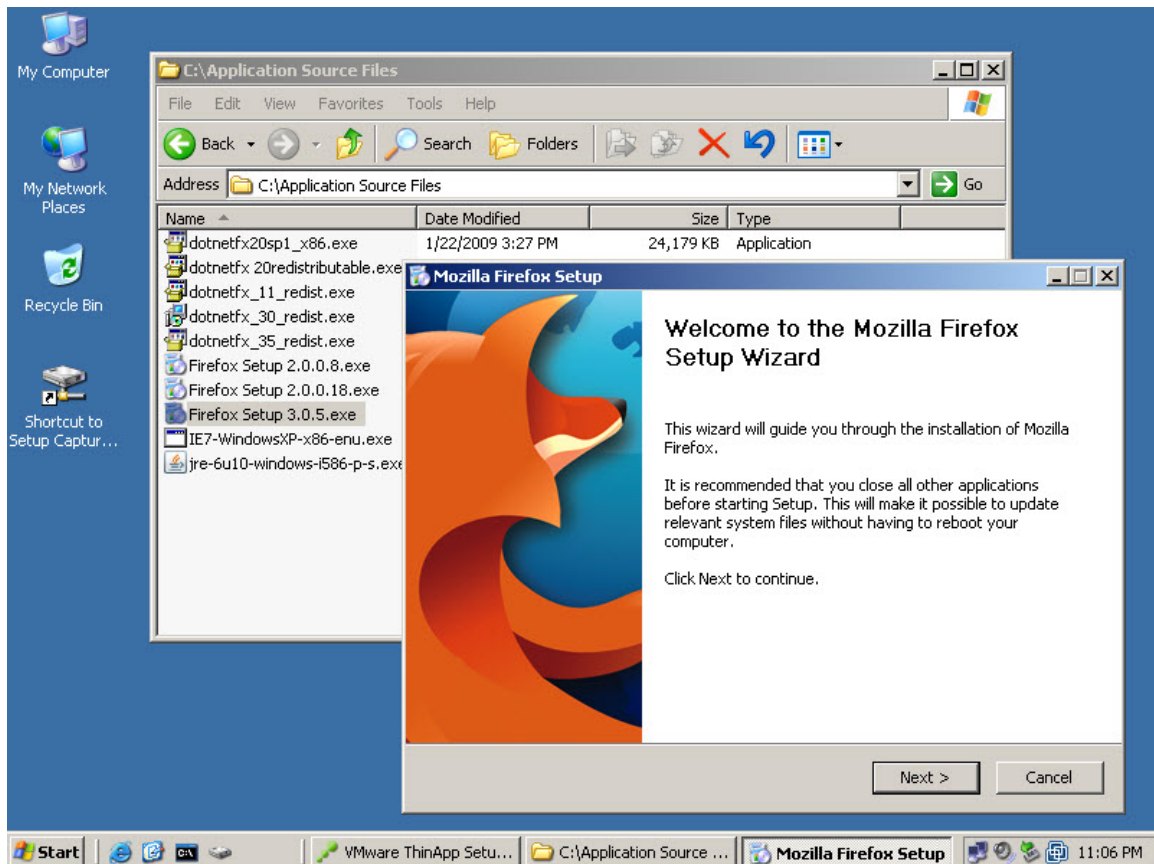 My Computer
My Network
Places
Recycle Bin
Shortcut to
Setup Captur...
C:\Application Source Files
File Edit View Favorites Tools Help
Back Search Folders
Address C:\Application Source Files Go
Name Date Modified Size Type
dotnetfx20sp1_x86.exe 1/22/2009 3:27 PM 24,179 KB Application
dotnetfx 20redistributable.exe
dotnetfx_11_redist.exe
dotnetfx_30_redist.exe
dotnetfx_35_redist.exe
Firefox Setup 2.0.0.8.exe
Firefox Setup 2.0.0.18.exe
Firefox Setup 3.0.5.exe
IE7-WindowsXP-x86-enu.exe
jre-6u10-windows-i586-p-s.exe
Mozilla Firefox Setup
Welcome to the Mozilla Firefox
Setup Wizard
This wizard will guide you through the installation of Mozilla
Firefox.
It is recommended that you close all other applications
before starting Setup. This will make it possible to update
relevant system files without having to reboot your
computer.
Click Next to continue.
Next > Cancel
Start VMware ThinApp Setu... C:\Application Source ... Mozilla Firefox Setup 11:06 PM